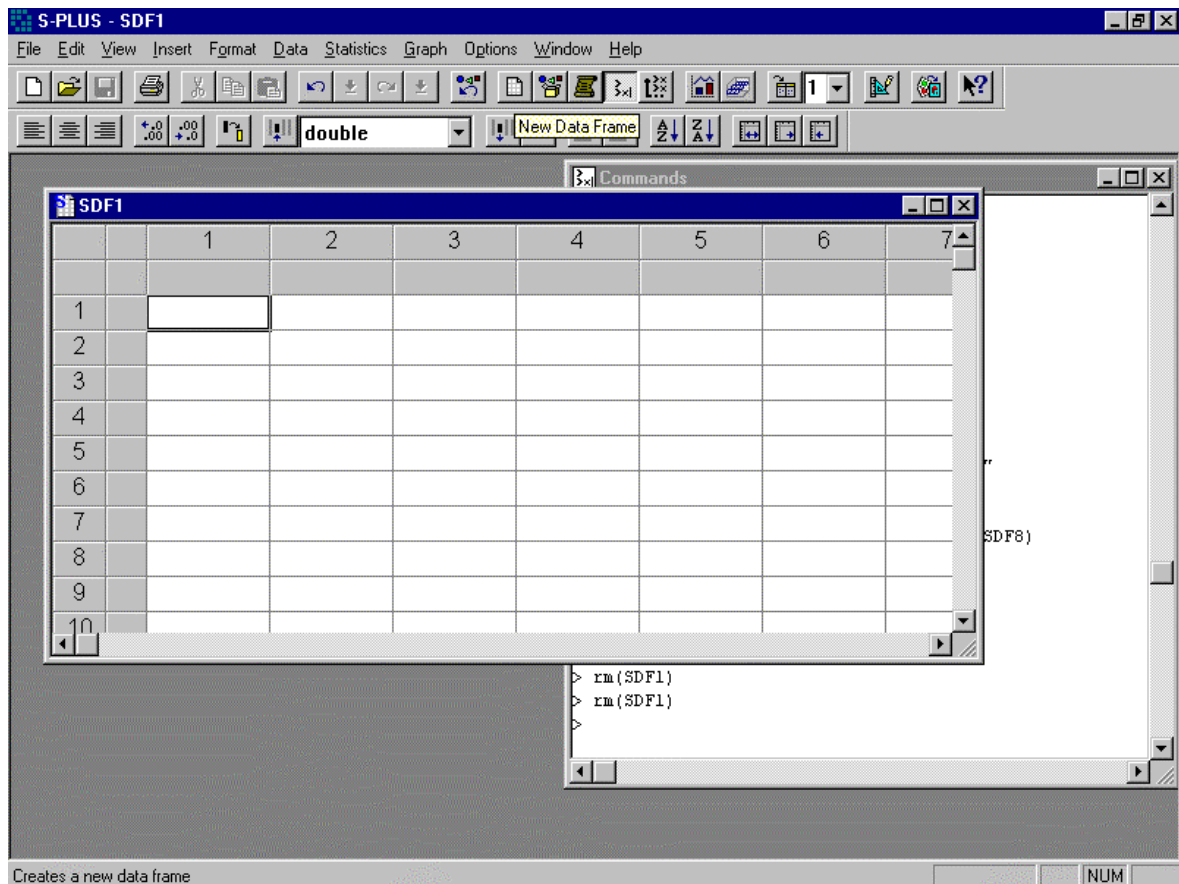 S-PLUS - SDF1
File Edit View Insert Format Data Statistics Graph Options Window Help
1
double
New Data Frame
Commands
SDF1
1 2 3 4 5 6 7
1
2
3
4
5
6
7
8
9
10
"
SDF8)
> rm(SDF1)
> rm(SDF1)
>
Creates a new data frame
NUM